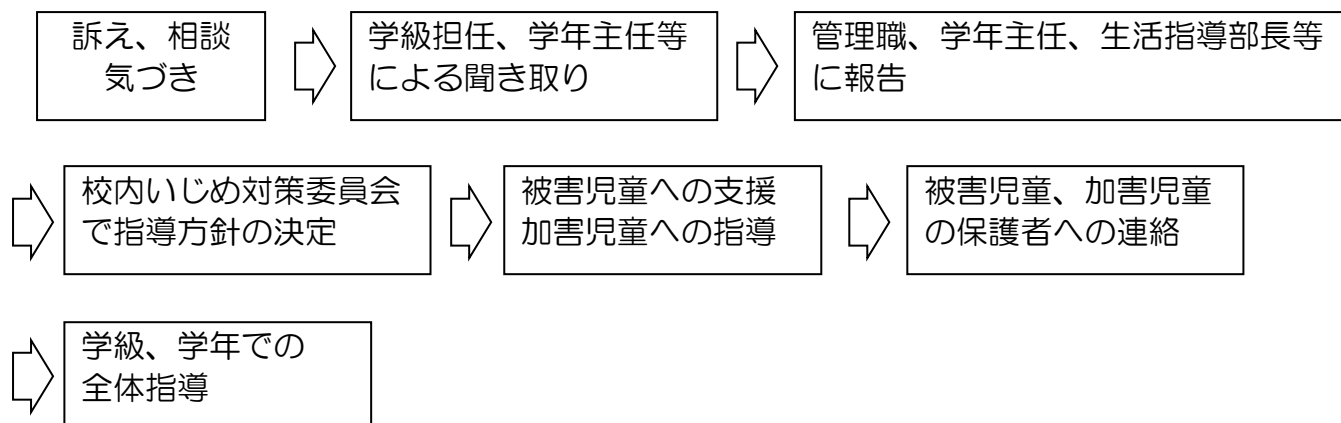 訴え、相談
気づき
学級担任、学年主任等
による聞き取り
管理職、学年主任、生活指導部長等
に報告
校内いじめ対策委員会
で指導方針の決定
被害児童への支援
加害児童への指導
被害児童、加害児童
の保護者への連絡
学級、学年での
全体指導